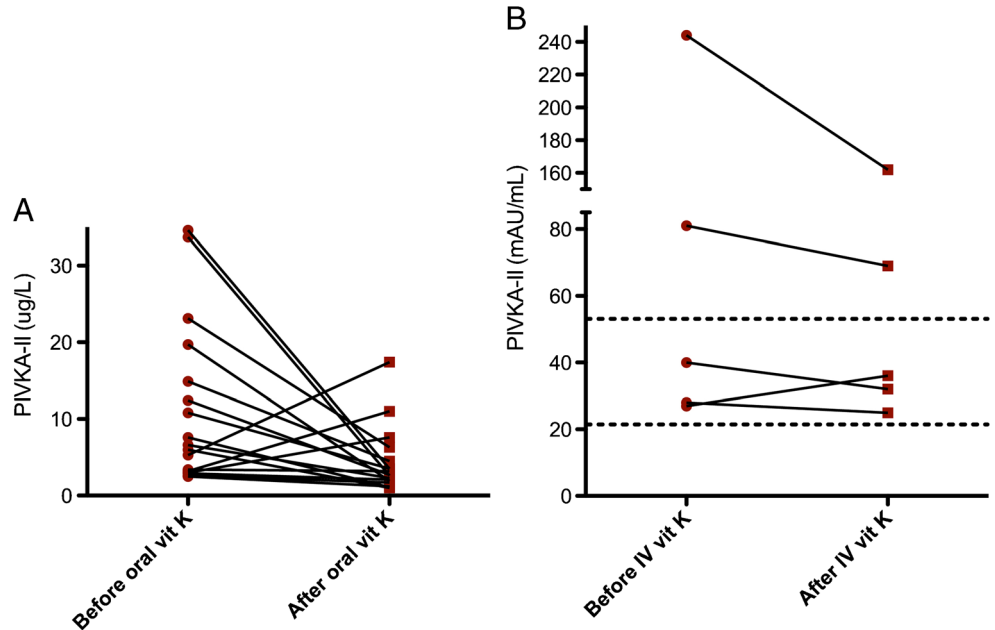 A
PIVKA-II (ug/L)
30
20
10
0
Before oral vit K
After oral vit K
B
PIVKA-II (mAU/mL)
240
220
200
180
160
80
60
40
20
0
Before IV vit K
After IV vit K